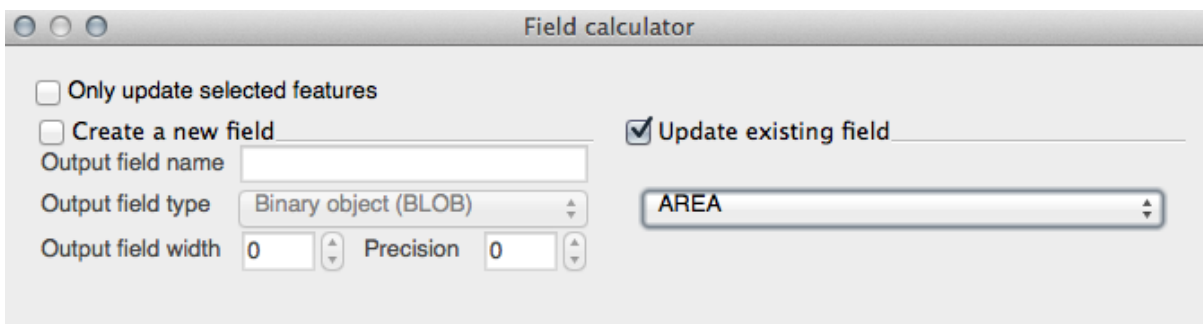 Field calculator
Only update selected features
Create a new field
Update existing field
Output field name
Output field type Binary object (BLOB)
AREA
Output field width 0 Precision 0